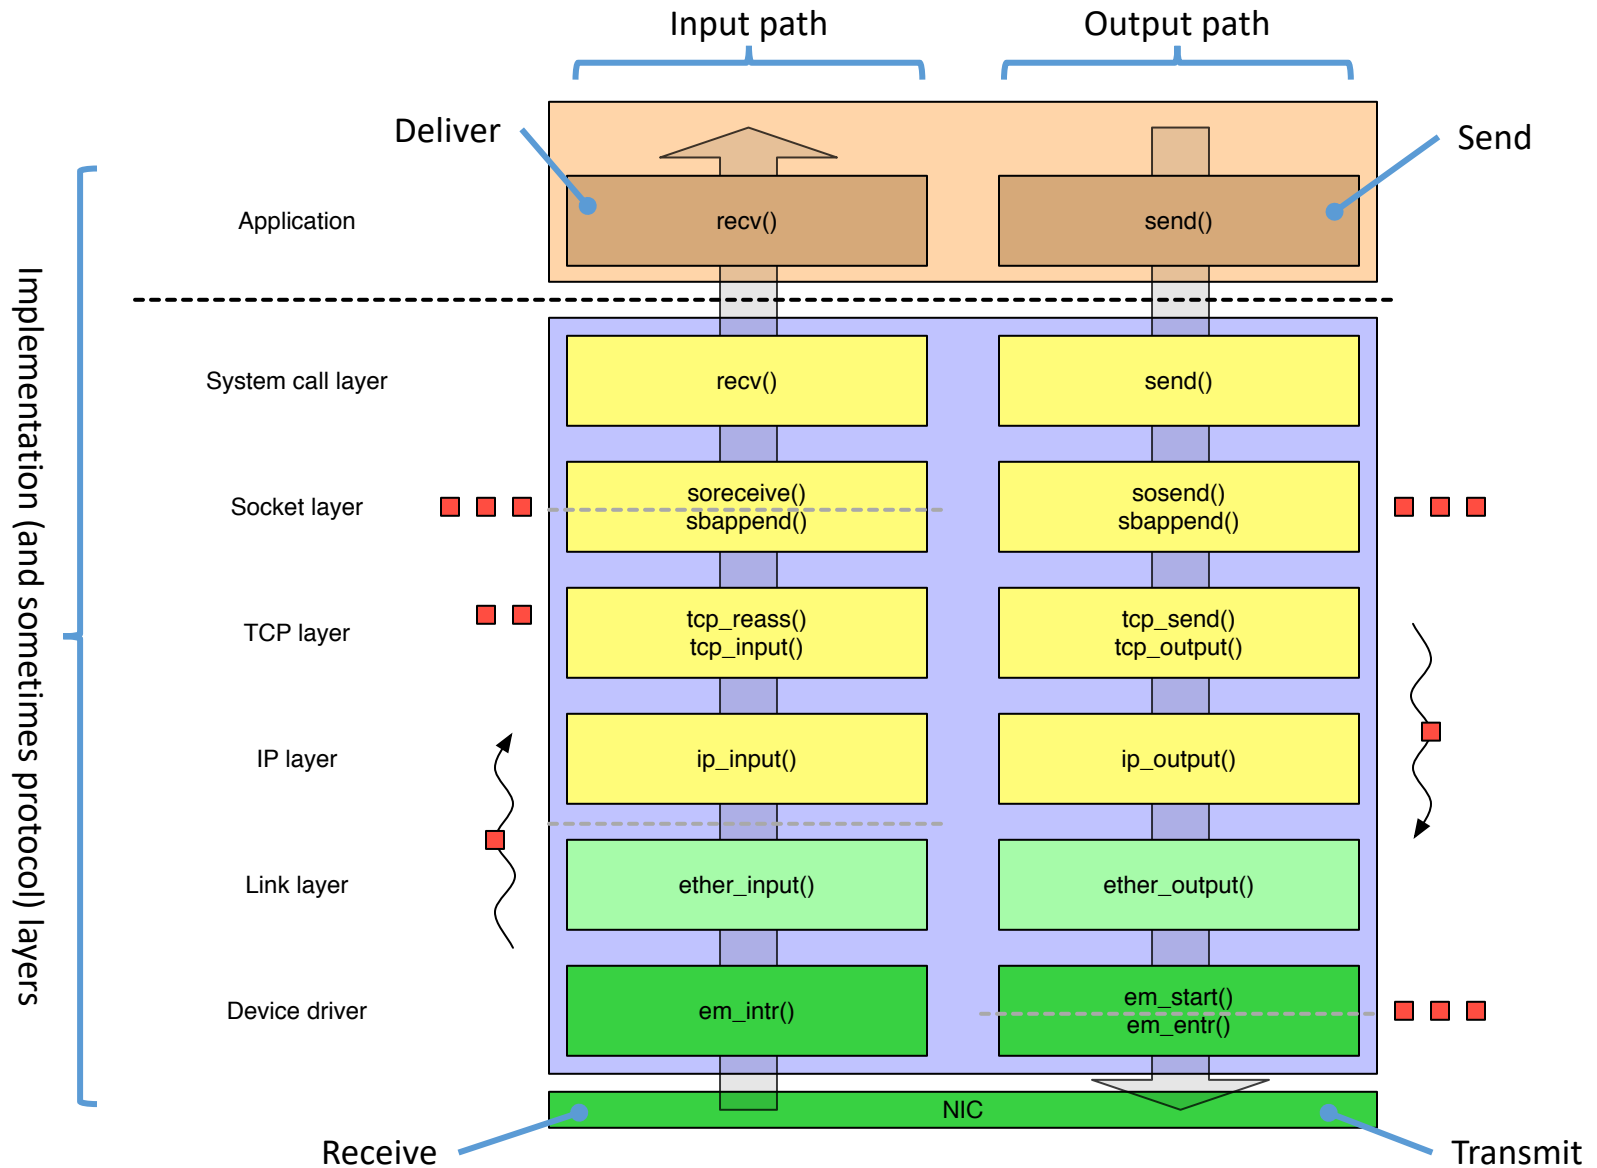 Input path
Output path
Deliver
Send
Implementation (and sometimes protocol) layers
Application
recv()
send()
System call layer
recv()
send()
Socket layer
soreceive()
sbappend()
sosend()
sbappend()
TCP layer
tcp_reass()
tcp_input()
tcp_send()
tcp_output()
IP layer
ip_input()
ip_output()
Link layer
ether_input()
ether_output()
Device driver
em_intr()
em_start()
em_entr()
NIC
Receive
Transmit